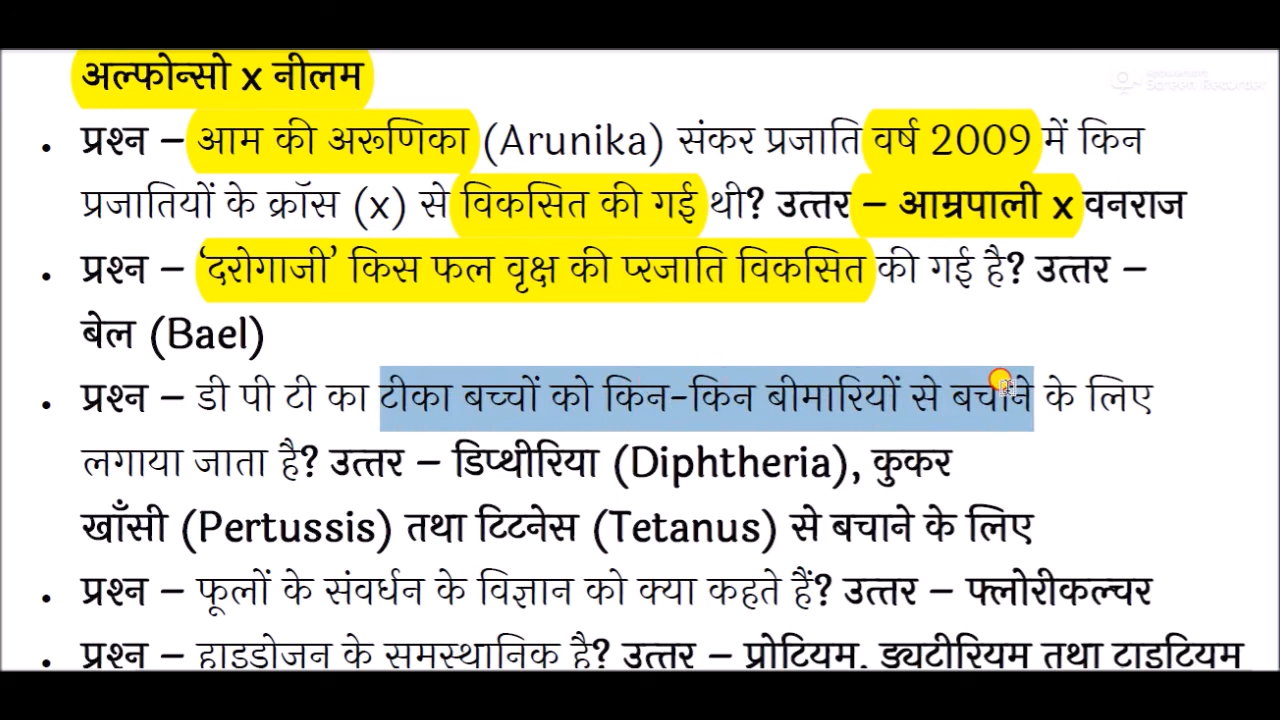 अल्फोन्सो x नीलम
• प्रश्न – आम की अरूणिका (Arunika) संकर प्रजाति वर्ष 2009 में किन
प्रजातियों के क्रॉस (x) से विकसित की गई थी? उत्तर – आम्रपाली x वनराज
• प्रश्न – ‘दरोगाजी’ किस फल वृक्ष की प्रजाति विकसित की गई है? उत्तर –
बेल (Bael)
• प्रश्न – डी पी टी का टीका बच्चों को किन-किन बीमारियों से बचाने के लिए
लगाया जाता है? उत्तर – डिप्थीरिया (Diphtheria), कुकर
खाँसी (Pertussis) तथा टिटनेस (Tetanus) से बचाने के लिए
• प्रश्न – फूलों के संवर्धन के विज्ञान को क्या कहते हैं? उत्तर – फ्लोरीकल्चर
• प्रश्न – हाइड्रोजन के समस्थानिक है? उत्तर – प्रोटियम, ड्यूटीरियम तथा ट्राइटियम
Screen Recorder